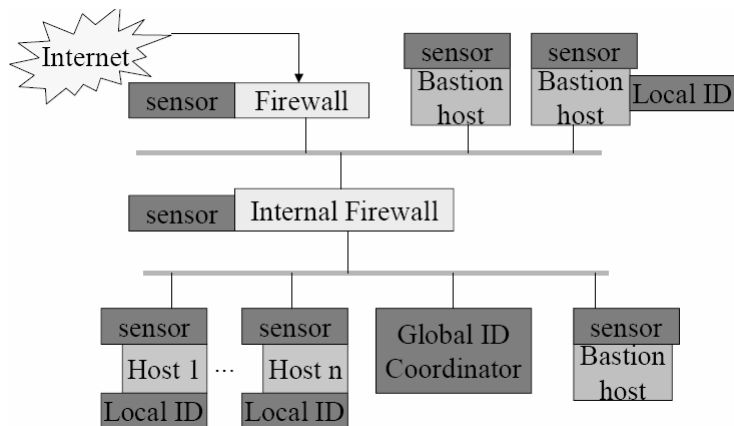 Internet
sensor Firewall
sensor
Bastion
host
sensor
Bastion
host
Local ID
sensor Internal Firewall
sensor
Host 1
Local ID
...
sensor
Host n
Local ID
Global ID
Coordinator
sensor
Bastion
host